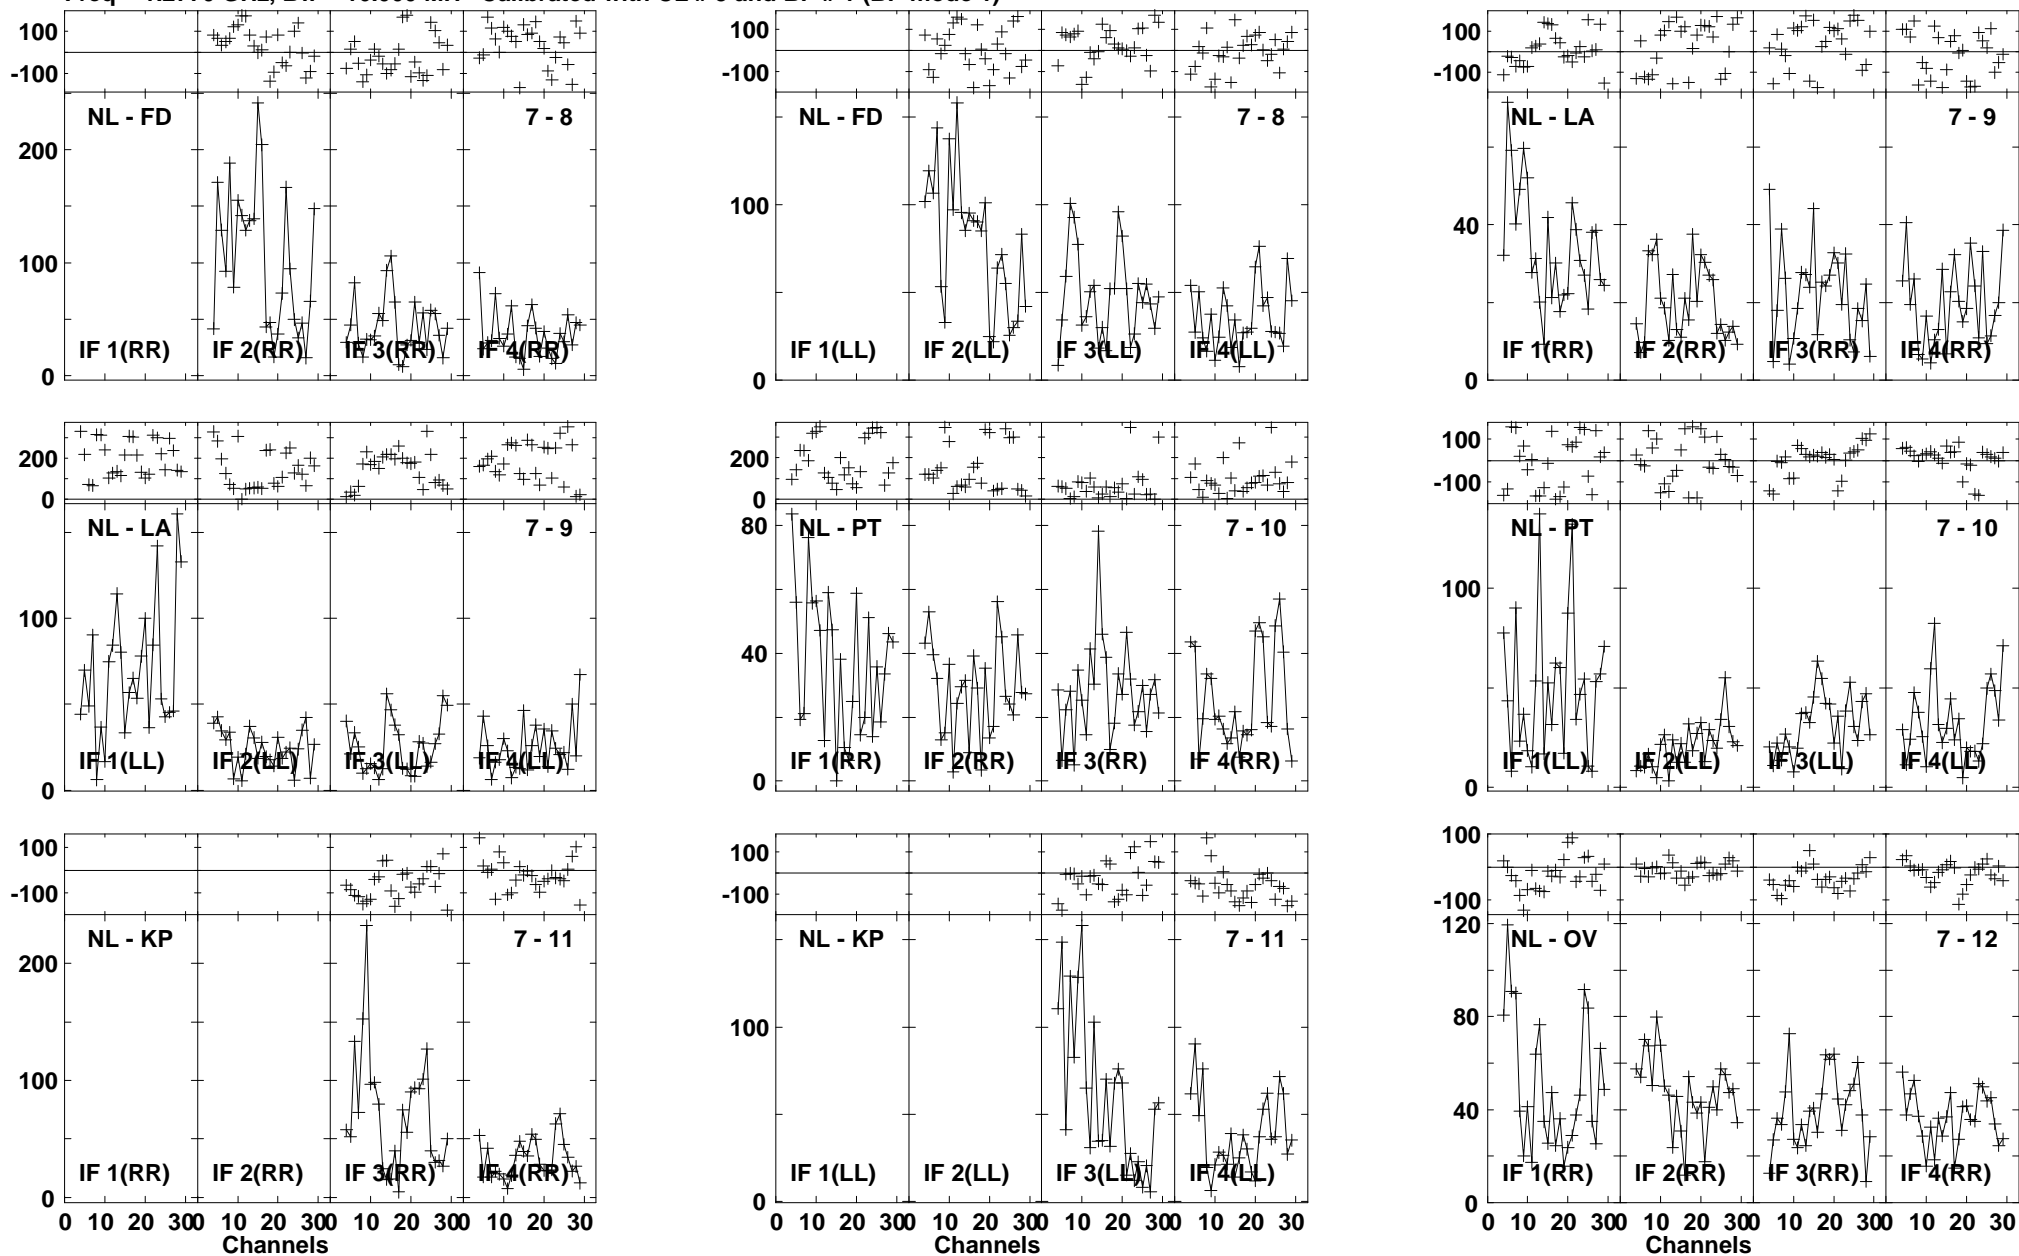 100
-100
NL - FD 7 - 8
200
100
0
IF 1(RR) IF 2(RR) IF 3(RR) IF 4(RR)
100
-100
NL - FD 7 - 8
100
0
IF 1(LL) IF 2(LL) IF 3(LL) IF 4(LL)
100
-100
NL - LA 7 - 9
40
0
IF 1(RR) IF 2(RR) IF 3(RR) IF 4(RR)
200
0
NL - LA 7 - 9
100
0
IF 1(LL) IF 2(LL) IF 3(LL) IF 4(LL)
200
0
NL - PT 7 - 10
80
40
0
IF 1(RR) IF 2(RR) IF 3(RR) IF 4(RR)
100
-100
NL - PT 7 - 10
100
0
IF 1(LL) IF 2(LL) IF 3(LL) IF 4(LL)
100
-100
NL - KP 7 - 11
200
100
0
IF 1(RR) IF 2(RR) IF 3(RR) IF 4(RR)
0 10 20 30 0 10 20 30 0 10 20 30 0 10 20 30
Channels
100
-100
NL - KP 7 - 11
100
0
IF 1(LL) IF 2(LL) IF 3(LL) IF 4(LL)
0 10 20 30 0 10 20 30 0 10 20 30 0 10 20 30
Channels
100
-100
NL - OV 7 - 12
120
80
40
0
IF 1(RR) IF 2(RR) IF 3(RR) IF 4(RR)
0 10 20 30 0 10 20 30 0 10 20 30 0 10 20 30
Channels